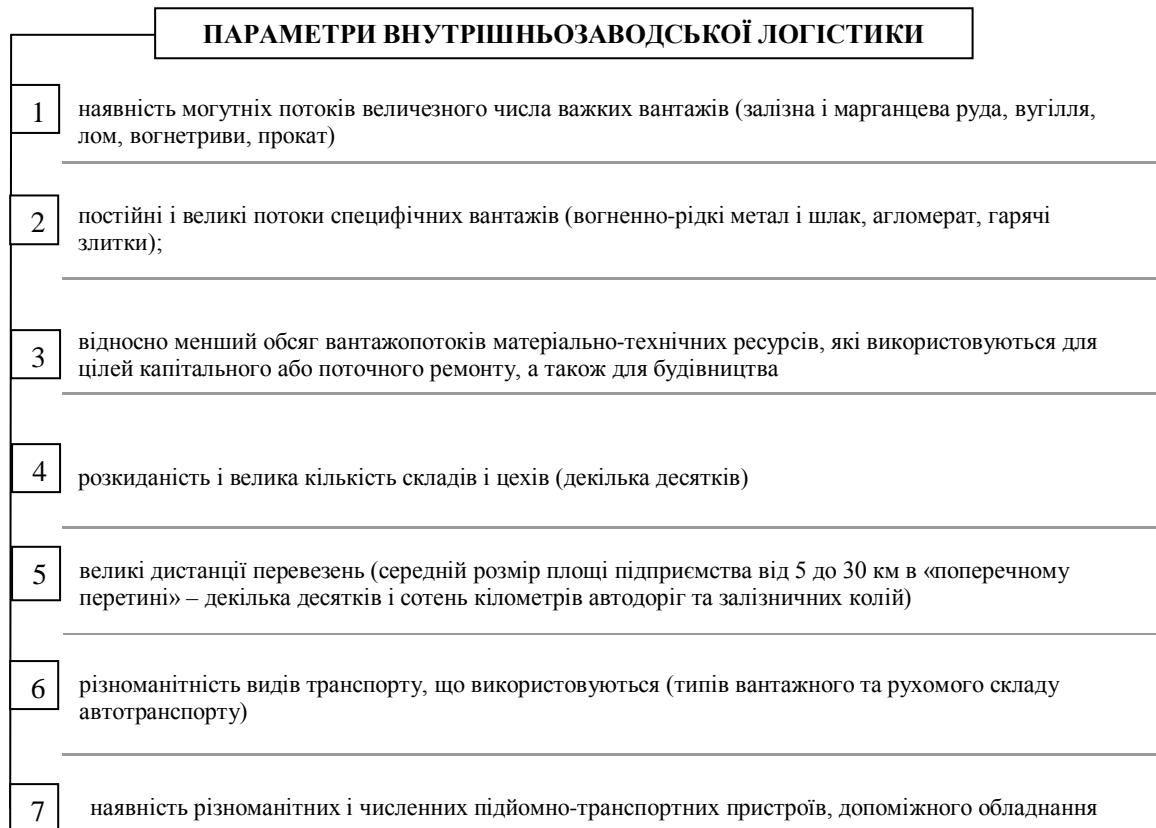 ПАРАМЕТРИ ВНУТРІШНЬОЗАВОДСЬКОЇ ЛОГІСТИКИ
1
наявність могутніх потоків величезного числа важких вантажів (залізна і марганцева руда, вугілля,
лом, вогнетриви, прокат)
2
постійні і великі потоки специфічних вантажів (вогненно-рідкі метал і шлак, агломерат, гарячі
злитки);
3
відносно менший обсяг вантажопотоків матеріально-технічних ресурсів, які використовуються для
цілей капітального або поточного ремонту, а також для будівництва
4
розкиданість і велика кількість складів і цехів (декілька десятків)
5
великі дистанції перевезень (середній розмір площі підприємства від 5 до 30 км в «поперечному
перетині» – декілька десятків і сотень кілометрів автодоріг та залізничних колій)
6
різноманітність видів транспорту, що використовуються (типів вантажного та рухомого складу
автотранспорту)
7
наявність різноманітних і численних підйомно-транспортних пристроїв, допоміжного обладнання